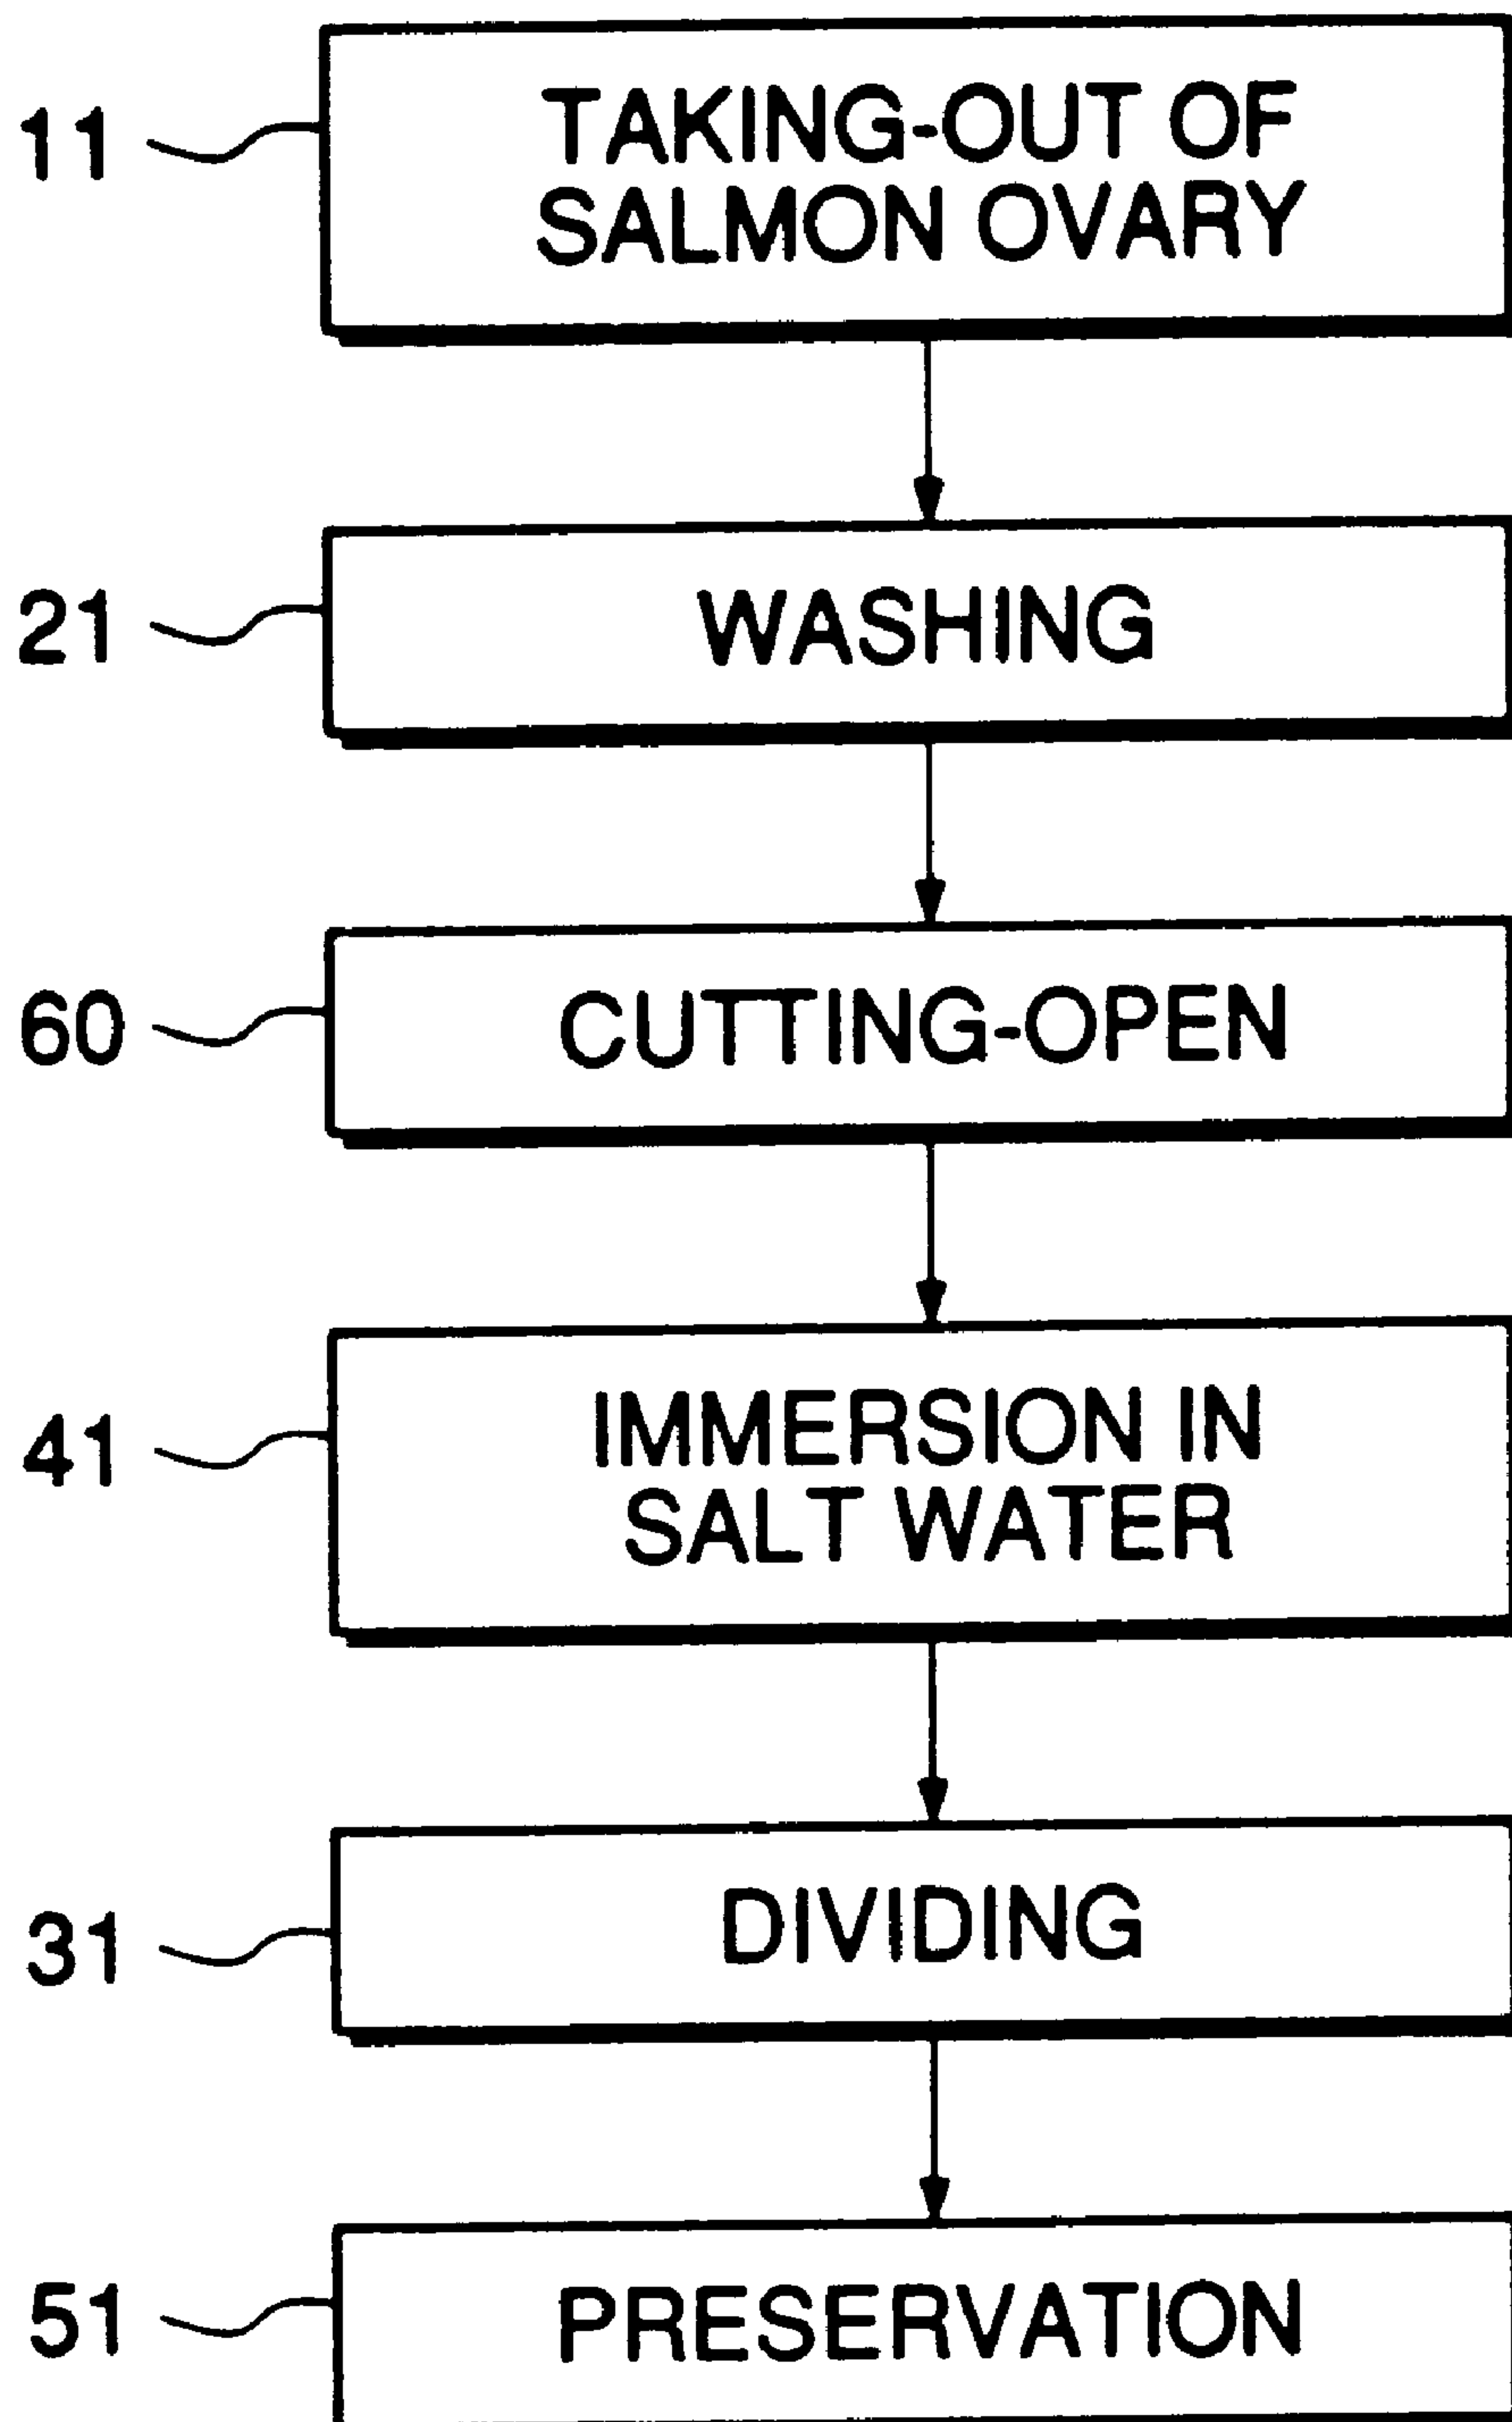 11
TAKING-OUT OF
SALMON OVARY
21
WASHING
60
CUTTING-OPEN
41
IMMERSION IN
SALT WATER
31
DIVIDING
51
PRESERVATION